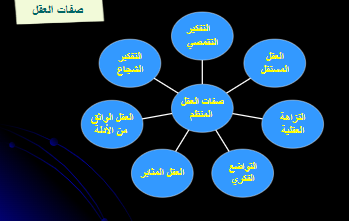 صفات العقل
التفكير
التقمصي
العقل
المستقل
النزاهة
العقلية
التواضع
الفكري
العقل المثابر
العقل الواثق
من الأدلة
التفكير
الشجاع
صفات العقل
المنظم